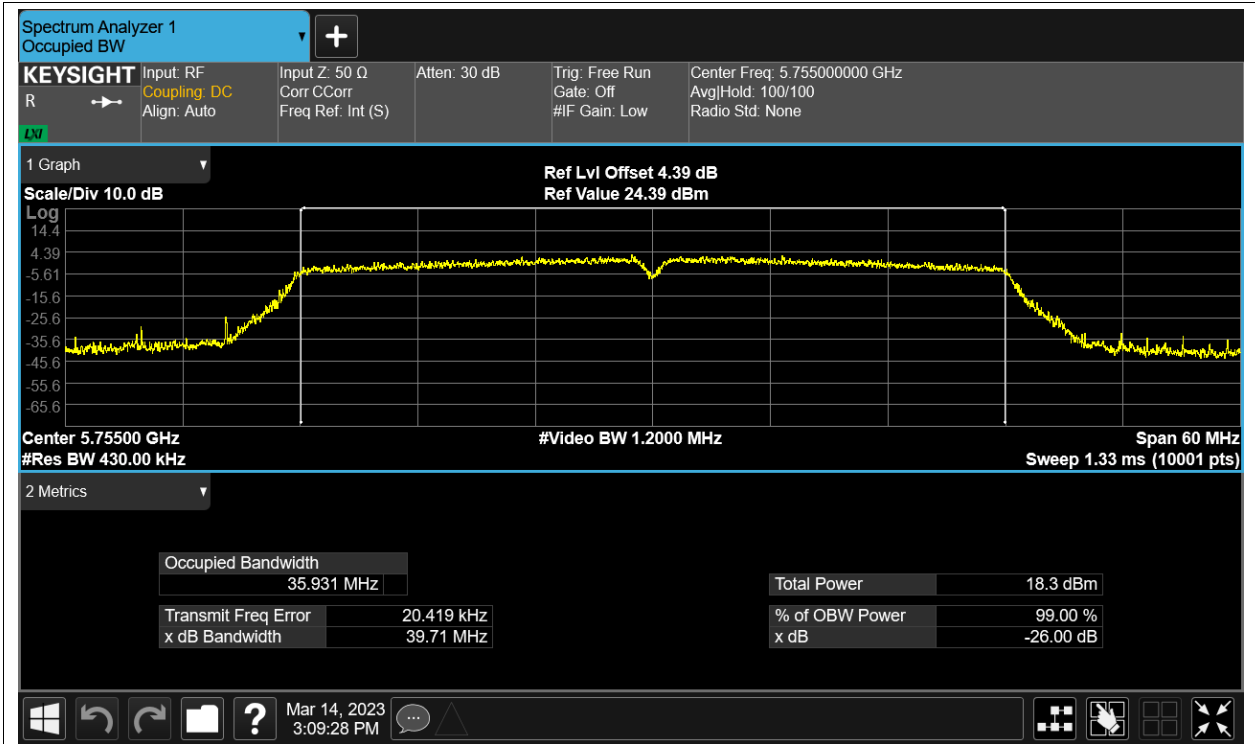 Spectrum Analyzer 1
Occupied BW
KEYSIGHT
R
LXI
Input: RF
Coupling: DC
Align: Auto
Input Z: 50 Ω
Corr CCorr
Freq Ref: Int (S)
Atten: 30 dB
Trig: Free Run
Gate: Off
#IF Gain: Low
Center Freq: 5.755000000 GHz
Avg|Hold: 100/100
Radio Std: None
1 Graph
Scale/Div 10.0 dB
Ref Lvl Offset 4.39 dB
Ref Value 24.39 dBm
Log
14.4
4.39
-5.61
-15.6
-25.6
-35.6
-45.6
-55.6
-65.6
Center 5.75500 GHz
#Video BW 1.2000 MHz
Span 60 MHz
#Res BW 430.00 kHz
Sweep 1.33 ms (10001 pts)
2 Metrics
Occupied Bandwidth
35.931 MHz
Total Power 18.3 dBm
Transmit Freq Error 20.419 kHz
% of OBW Power 99.00 %
x dB Bandwidth 39.71 MHz
x dB -26.00 dB
?
Mar 14, 2023
3:09:28 PM